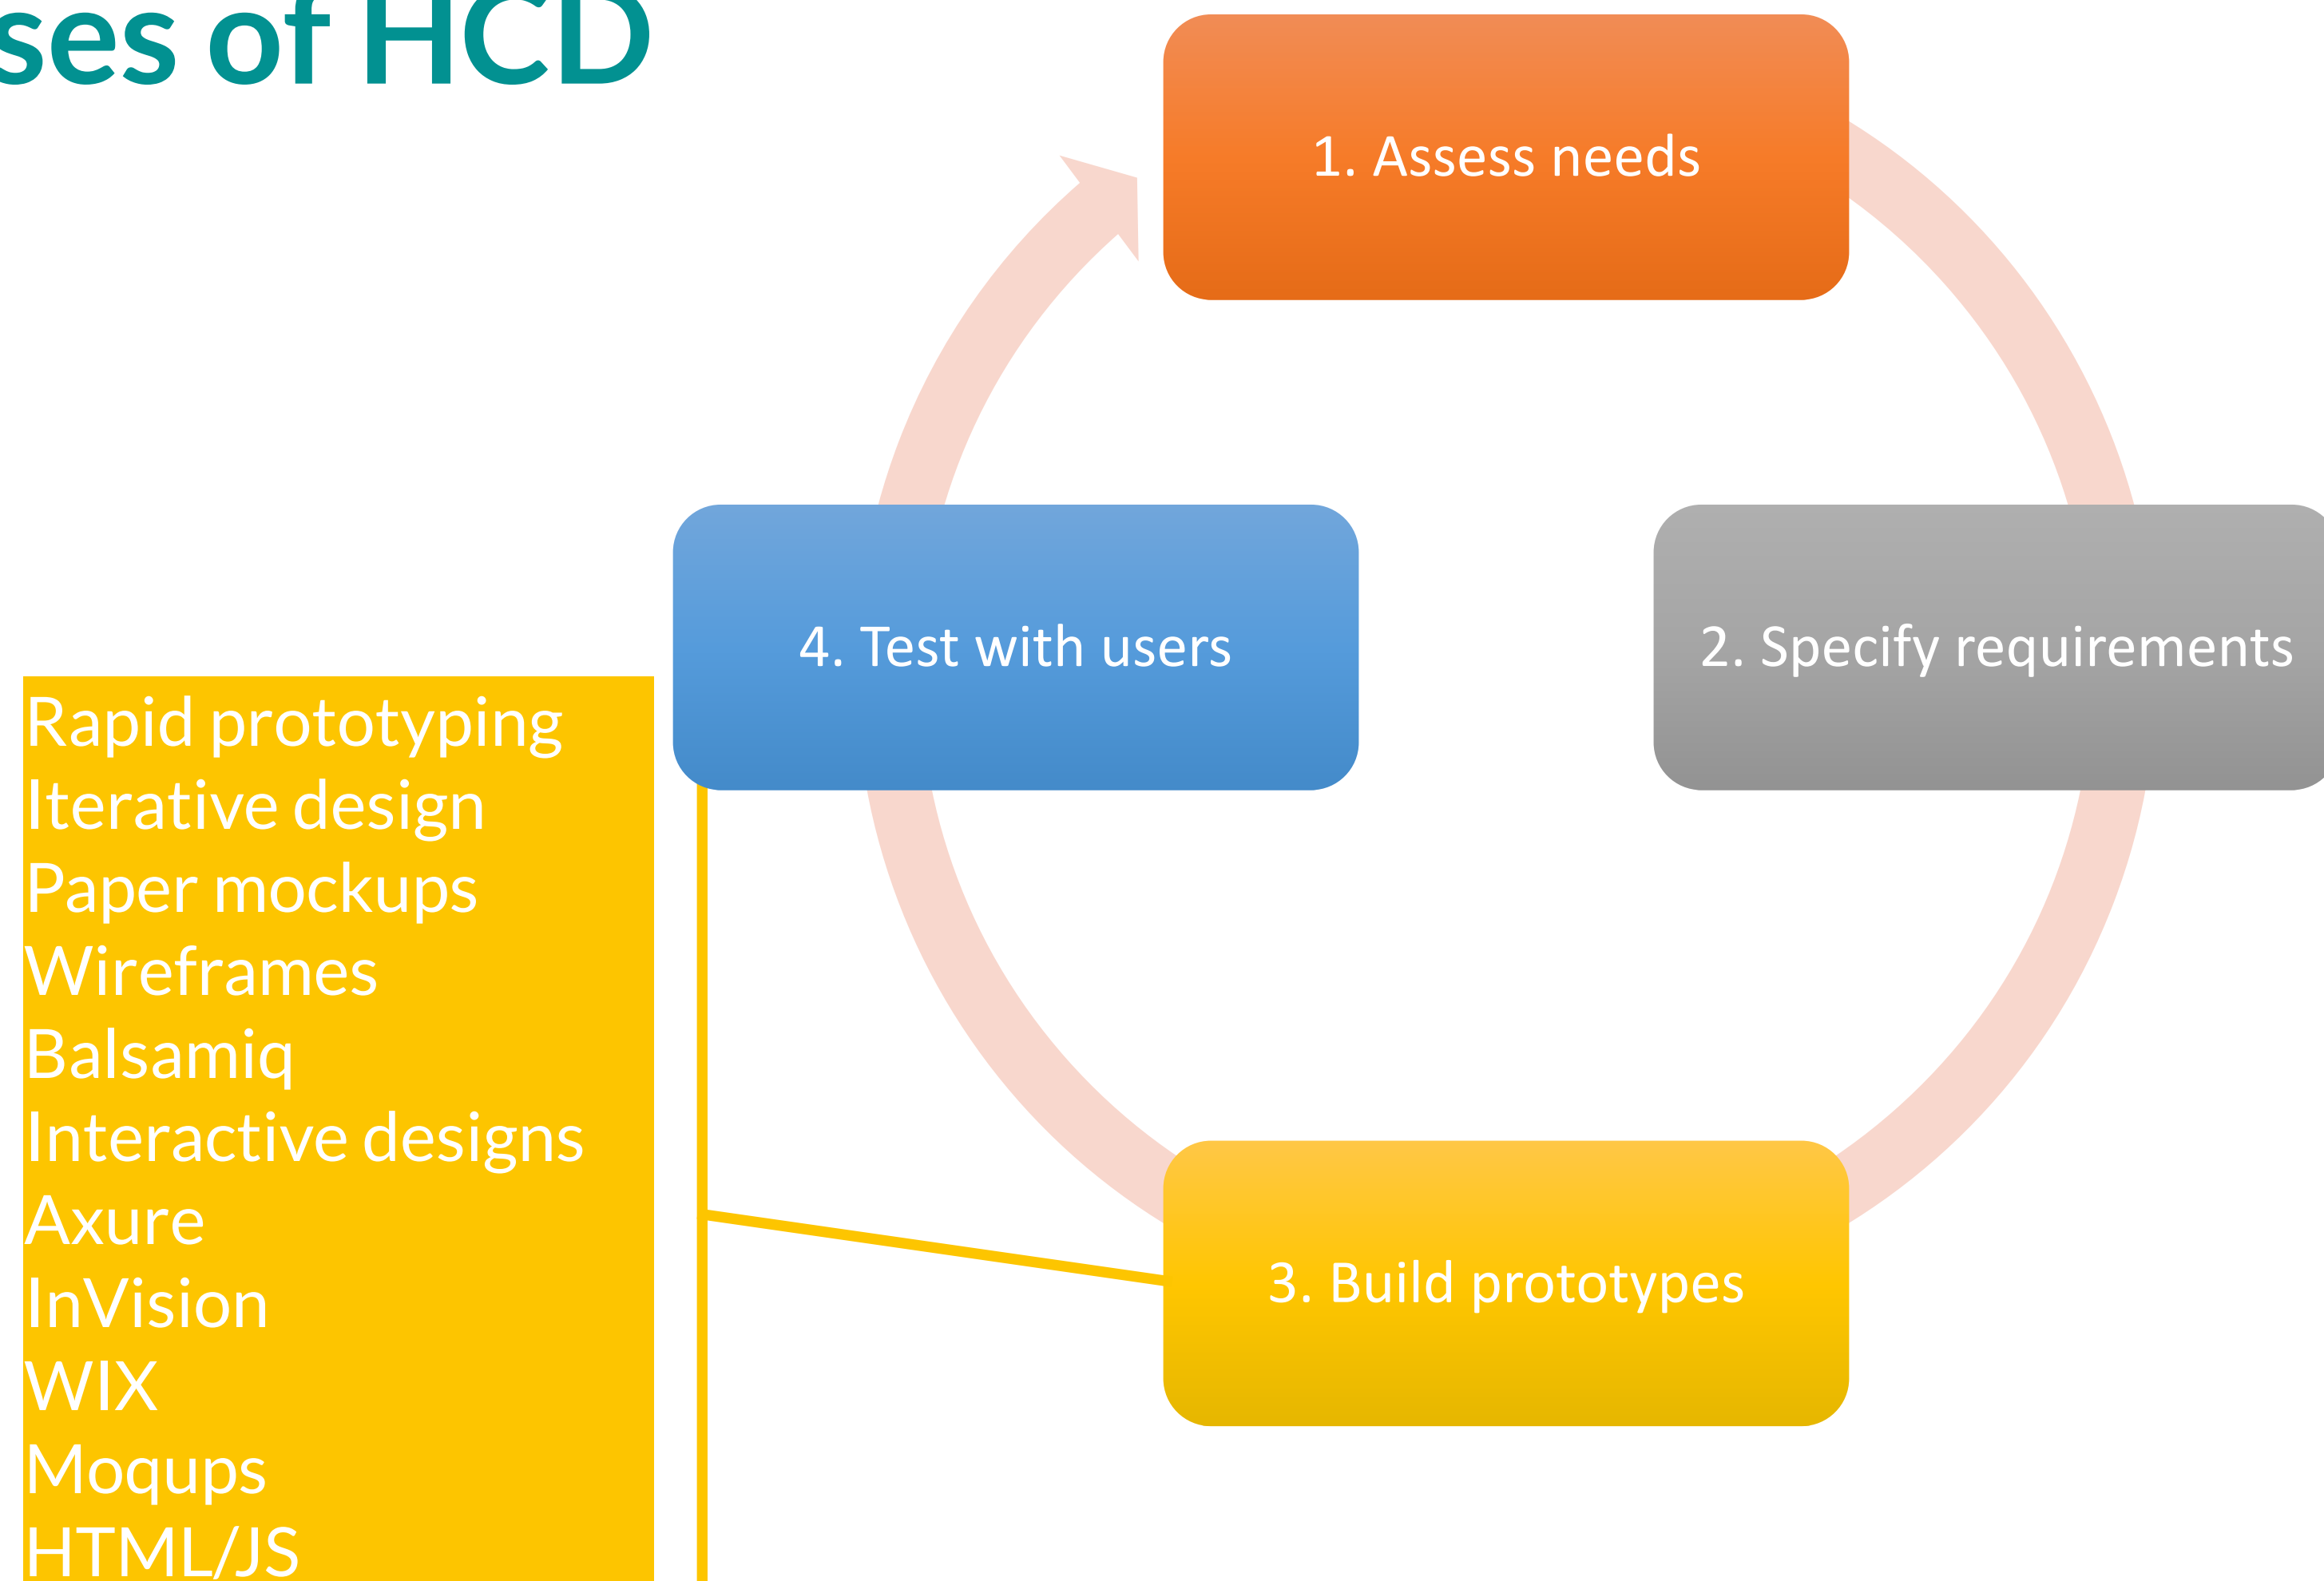 ses of HCD
1. Assess needs
4. Test with users
2. Specify requirements
Rapid prototyping
Iterative design
Paper mockups
Wireframes
Balsamiq
Interactive designs
Axure
InVision
WIX
Moqups
HTML/JS
3. Build prototypes